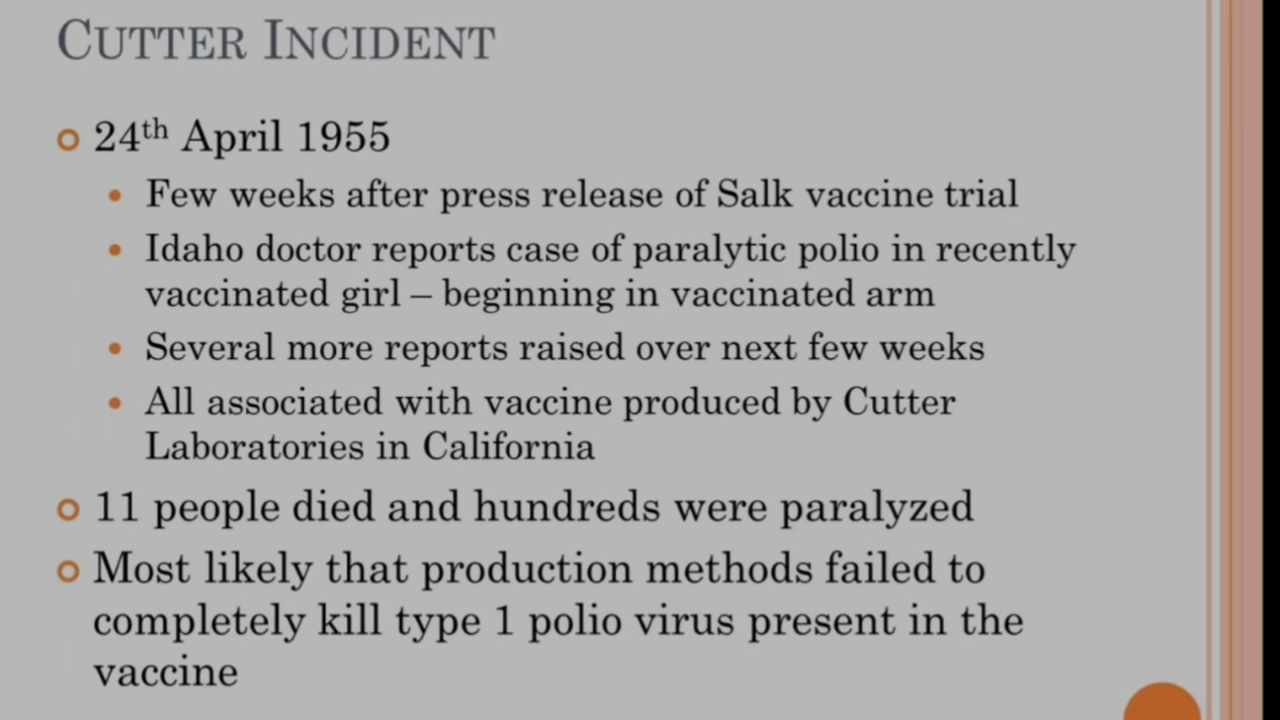 CUTTER INCIDENT
24th April 1955
Few weeks after press release of Salk vaccine trial
Idaho doctor reports case of paralytic polio in recently
vaccinated girl – beginning in vaccinated arm
Several more reports raised over next few weeks
All associated with vaccine produced by Cutter
Laboratories in California
11 people died and hundreds were paralyzed
Most likely that production methods failed to
completely kill type 1 polio virus present in the
vaccine